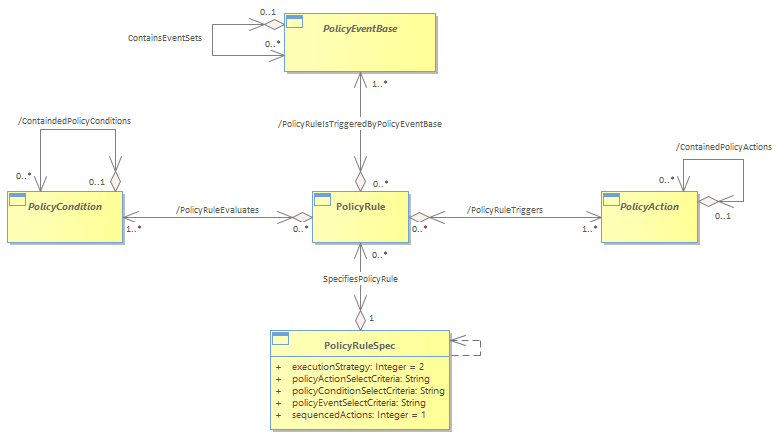 0..1
PolicyEventBase
ContainsEventSets
0..*
1..*
/ContaindedPolicyConditions
/PolicyRuleIsTriggeredByPolicyEventBase
/ContainedPolicyActions
0..*
0..1
0..*
0..*
0..1
PolicyCondition
/PolicyRuleEvaluates
PolicyRule
/PolicyRuleTriggers
PolicyAction
1..*
0..*
0..*
1..*
0..*
SpecifiesPolicyRule
1
PolicyRuleSpec
+ executionStrategy: Integer = 2
+ policyActionSelectCriteria: String
+ policyConditionSelectCriteria: String
+ policyEventSelectCriteria: String
+ sequencedActions: Integer = 1